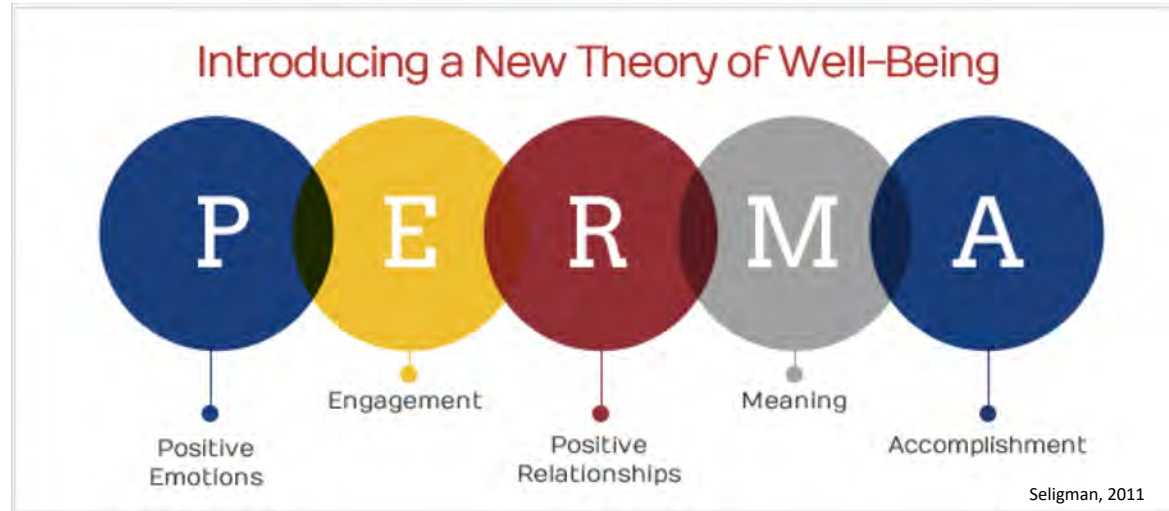 Introducing a New Theory of Well-Being
P E R M A
Engagement
Meaning
Positive
Emotions
Positive
Relationships
Accomplishment
Seligman, 2011